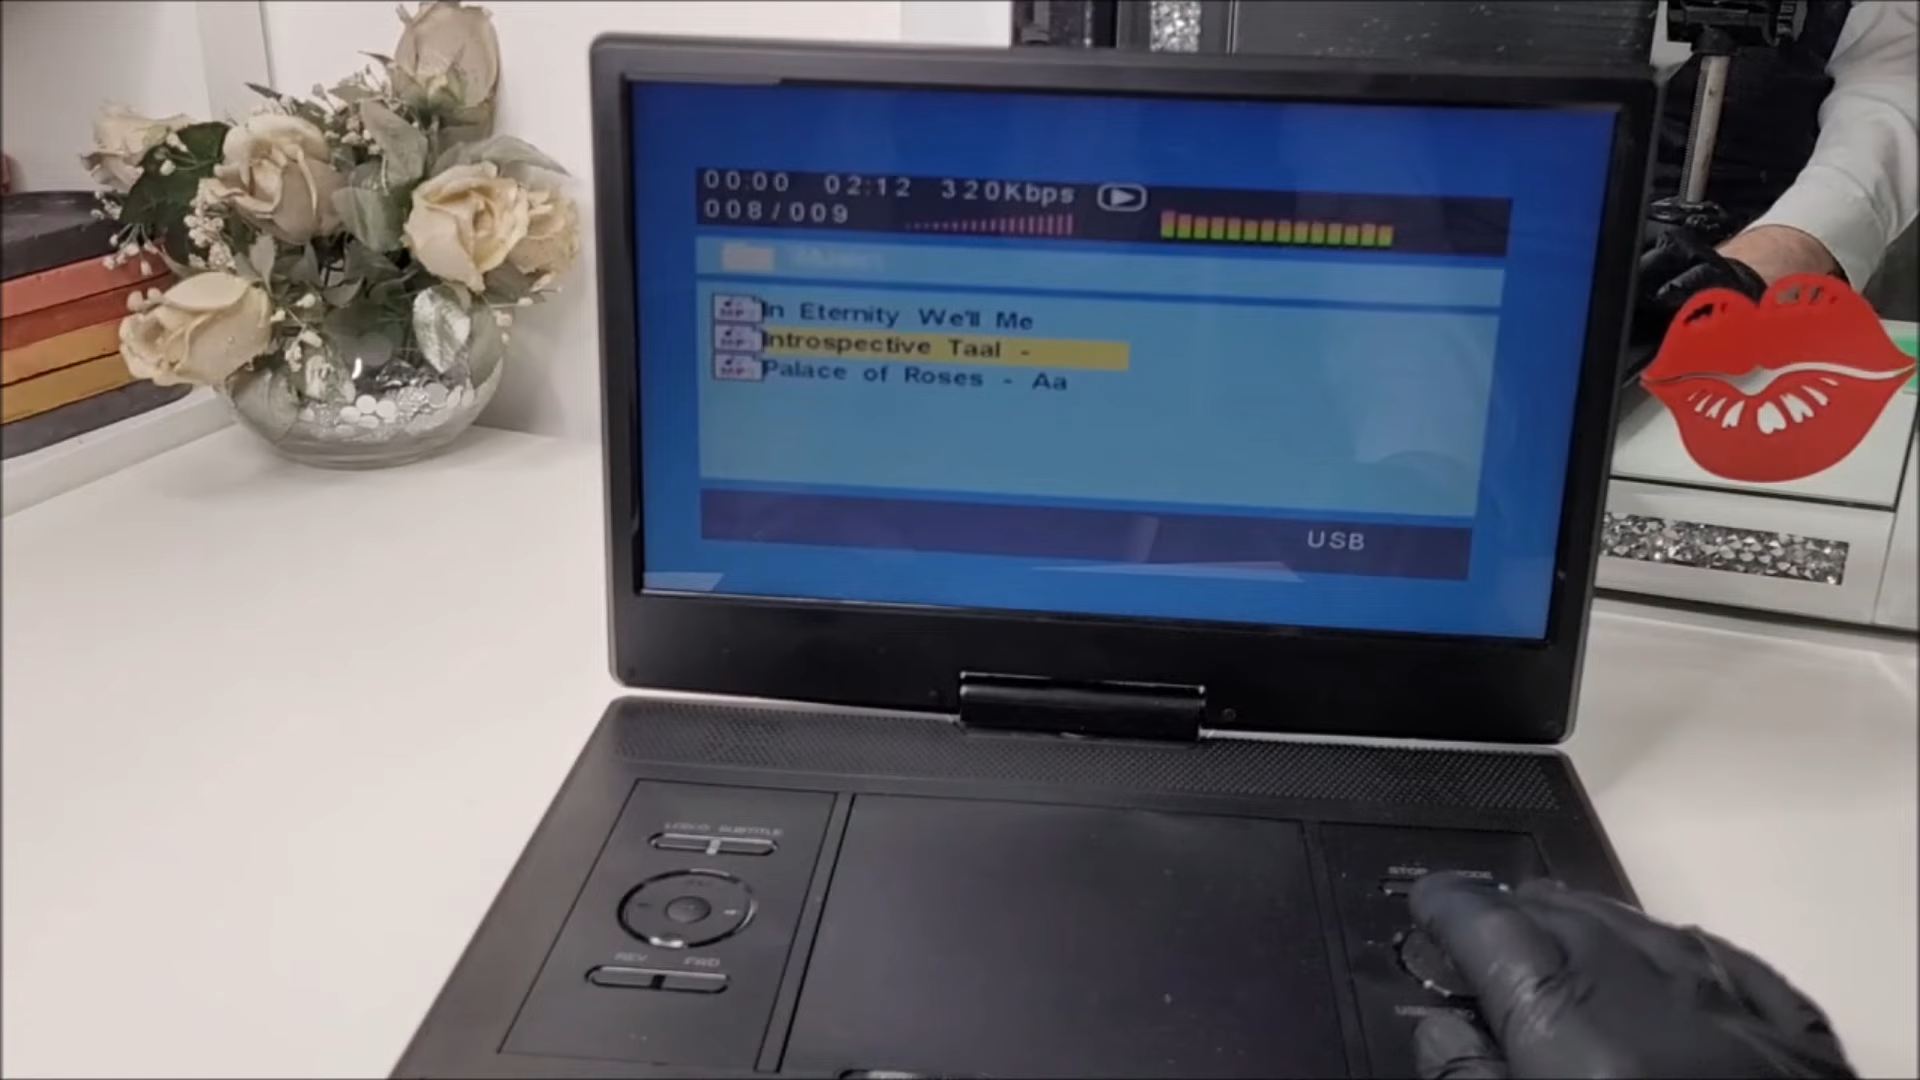 00:00 02:12 320Kbps
008/009
In Eternity We'll Me
Introspective Taal -
Palace of Roses - Aa
USB
SUBTITLE
REV FWD
STOP